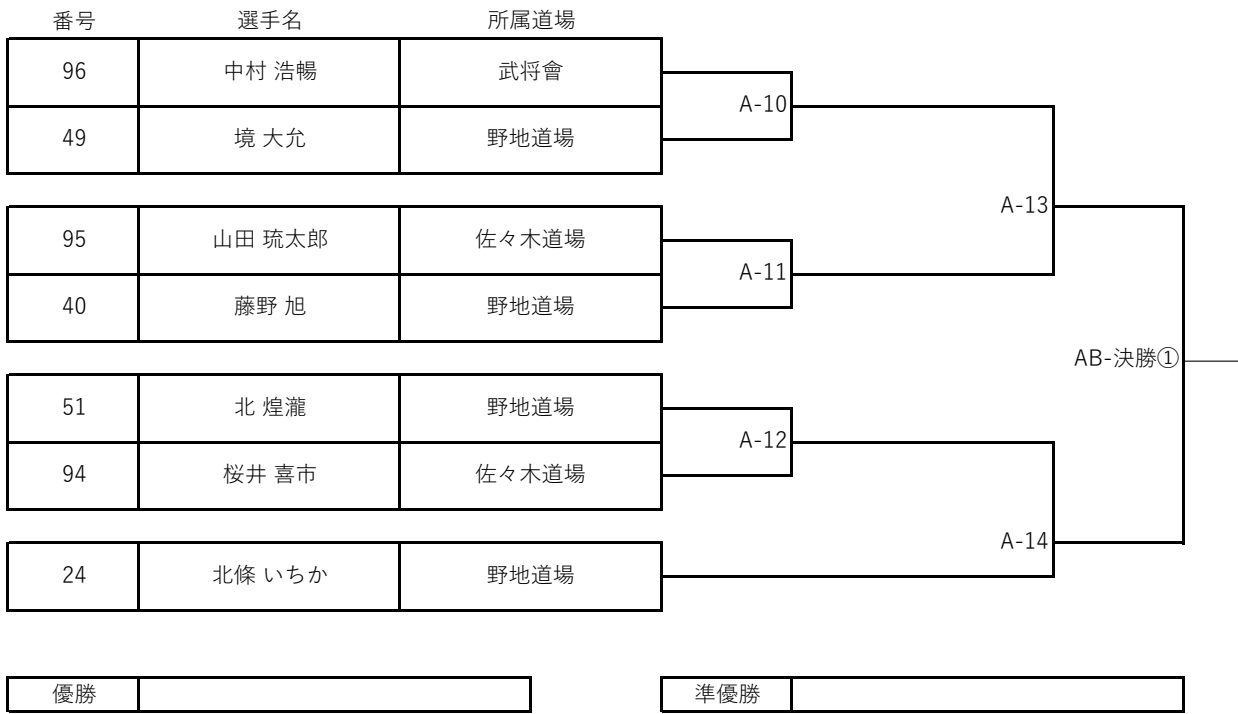 番号 選手名 所属道場
96 中村 浩暢 武将會
A-10
49 境 大允 野地道場
A-13
95 山田 琉太郎 佐々木道場
A-11
40 藤野 旭 野地道場
AB-決勝①
51 北 煌瀧 野地道場
A-12
94 桜井 喜市 佐々木道場
A-14
24 北條 いちか 野地道場
優勝 準優勝